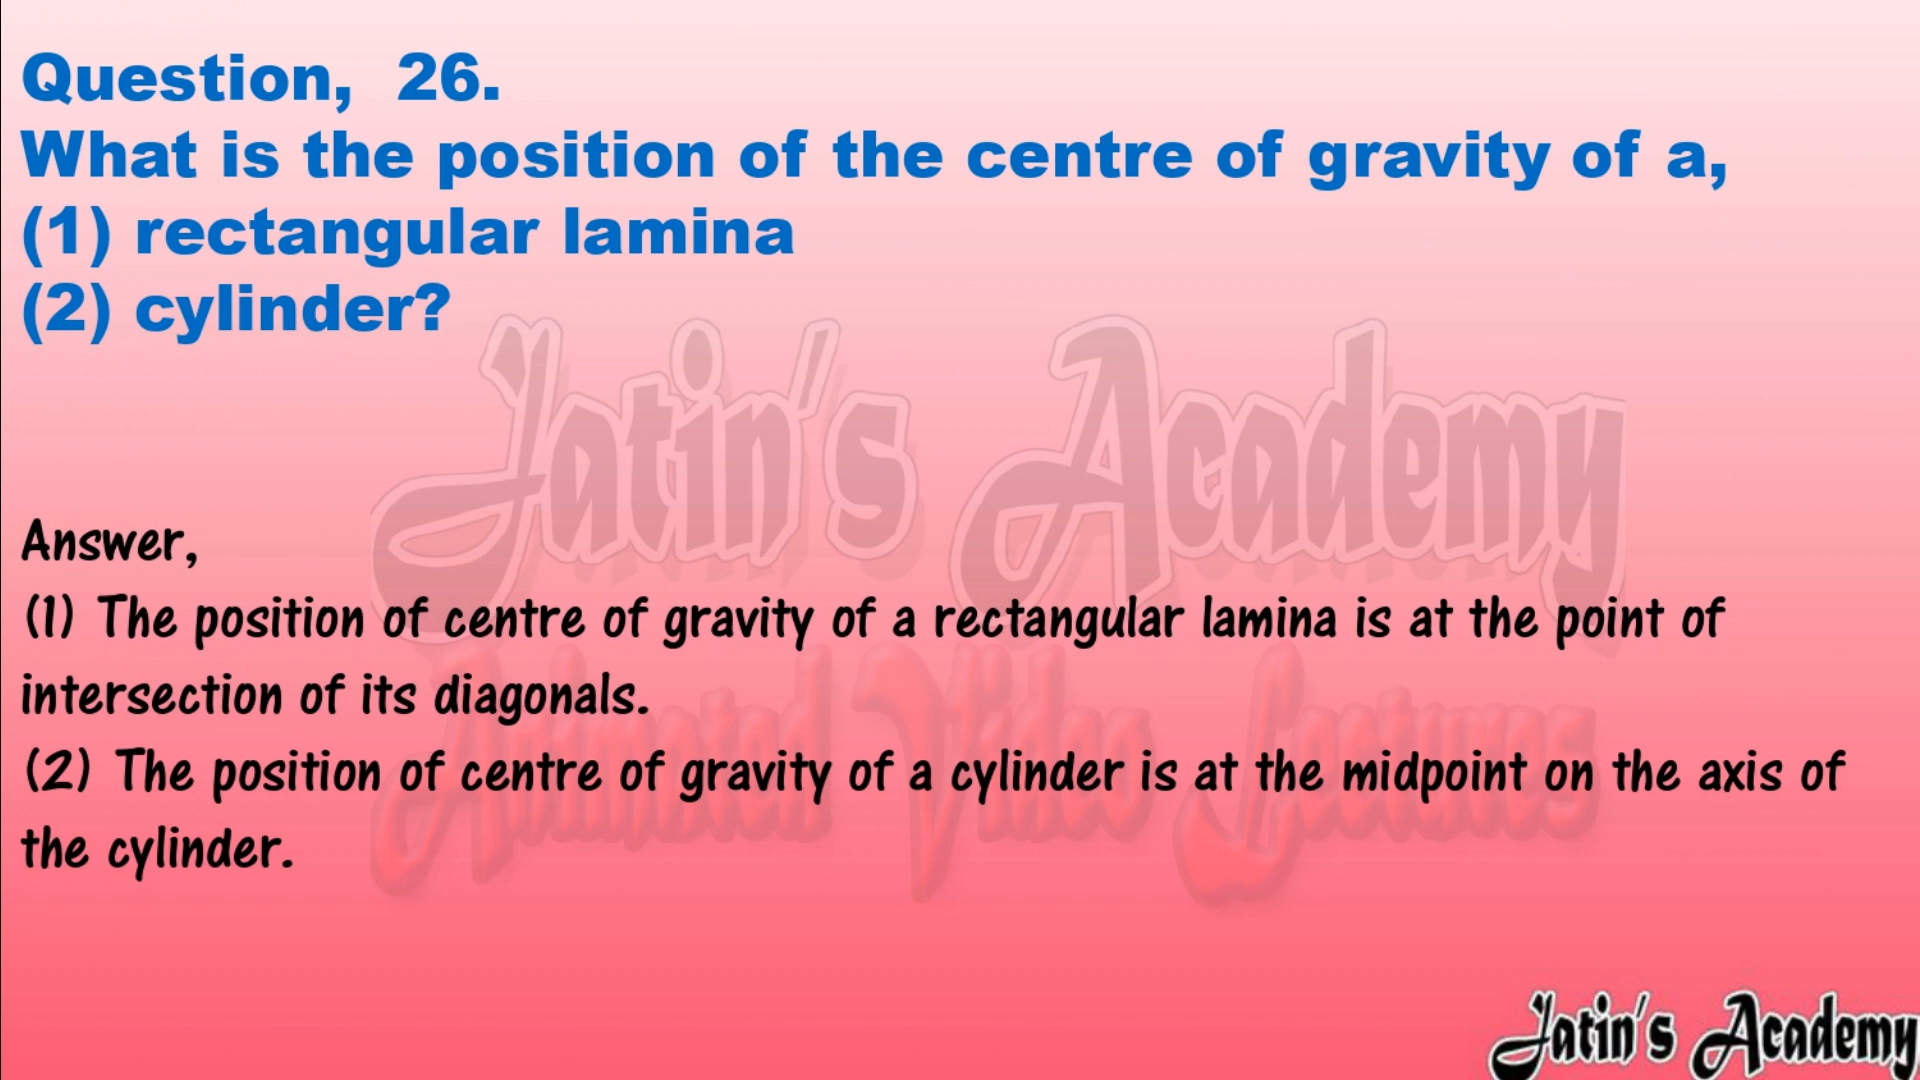 Question, 26.
What is the position of the centre of gravity of a,
(1) rectangular lamina
(2) cylinder?
Jatin's Academy
Answer,
(1) The position of centre of gravity of a rectangular lamina is at the point of
intersection of its diagonals.
Animated Video Lectures
(2) The position of centre of gravity of a cylinder is at the midpoint on the axis of
the cylinder.
Jatin's Academy